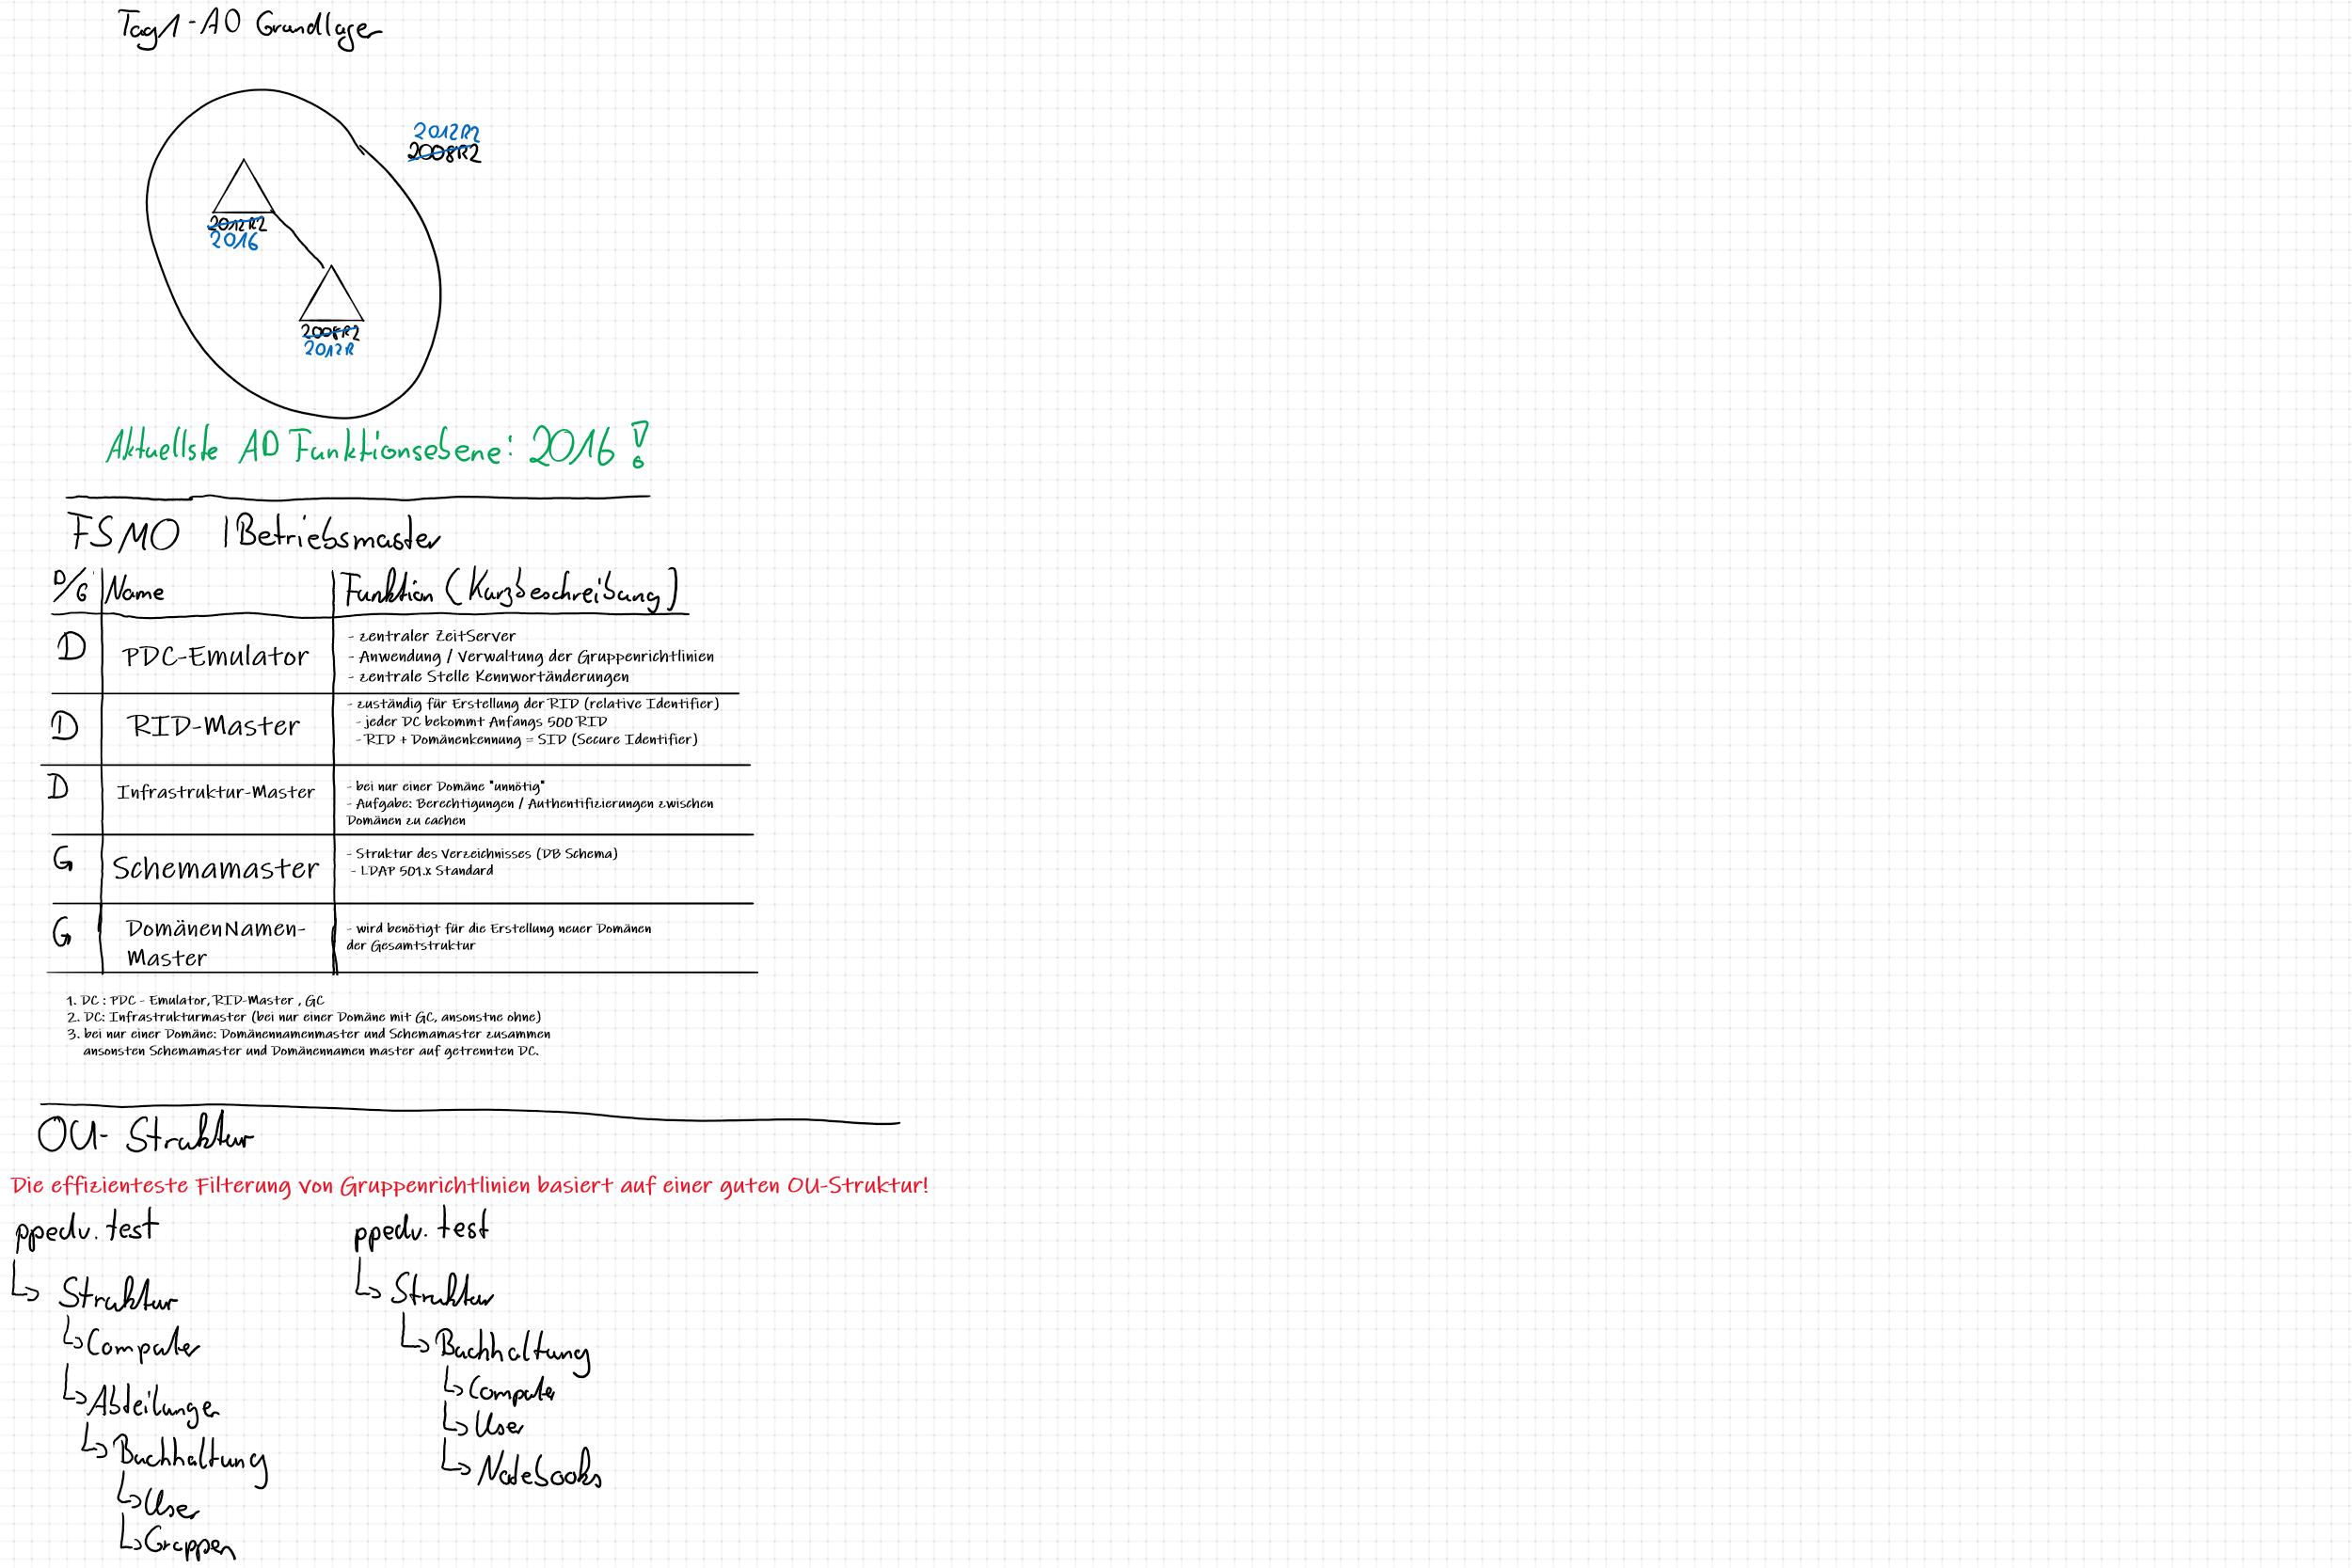 Tag 1 - AD Grundlagen
2012R2
2008R2
2012R2
2016
2008R2
2012R
Aktuellste AD Funktionsebene: 2016!
FSMO | Betriebsmaster
D/G Name Funktion (Kurzbeschreibung)
D PDC-Emulator
- zentraler ZeitServer
- Anwendung / Verwaltung der Gruppenrichtlinien
- zentrale Stelle Kennwortänderungen
D RID-Master
- zuständig für Erstellung der RID (relative Identifier)
- jeder DC bekommt Anfangs 500 RID
- RID + Domänenkennung = SID (Secure Identifier)
D Infrastruktur-Master
- bei nur einer Domäne "unnötig"
- Aufgabe: Berechtigungen / Authentifizierungen zwischen
Domänen zu cachen
G Schemamaster
- Struktur des Verzeichnisses (DB Schema)
- LDAP 501.x Standard
G DomänenNamen-
Master
- wird benötigt für die Erstellung neuer Domänen
der Gesamtstruktur
1. DC : PDC - Emulator, RID-Master , GC
2. DC: Infrastrukturmaster (bei nur einer Domäne mit GC, ansonstne ohne)
3. bei nur einer Domäne: Domänennamenmaster und Schemamaster zusammen
ansonsten Schemamaster und Domänennamen master auf getrennten DC.
OU- Struktur
Die effizienteste Filterung von Gruppenrichtlinien basiert auf einer guten OU-Struktur!
ppedv.test
Struktur
Computer
Abteilungen
Buchhaltung
User
Gruppen
ppedv.test
Struktur
Buchhaltung
Computer
User
Notebooks